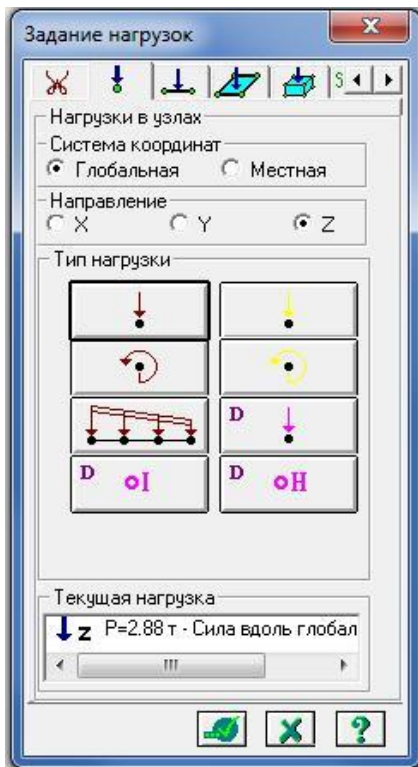 Задание нагрузок
S
Нагрузки в узлах
Система координат
Глобальная Местная
Направление
X Y Z
Тип нагрузки
D
D I D H
Текущая нагрузка
z P=2.88 т - Сила вдоль глобал
?